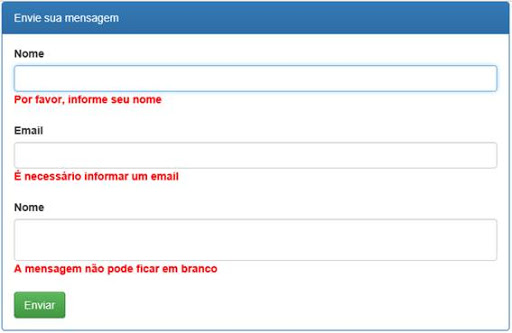 Envie sua mensagem
Nome
Por favor, informe seu nome
Email
É necessário informar um email
Nome
A mensagem não pode ficar em branco
Enviar